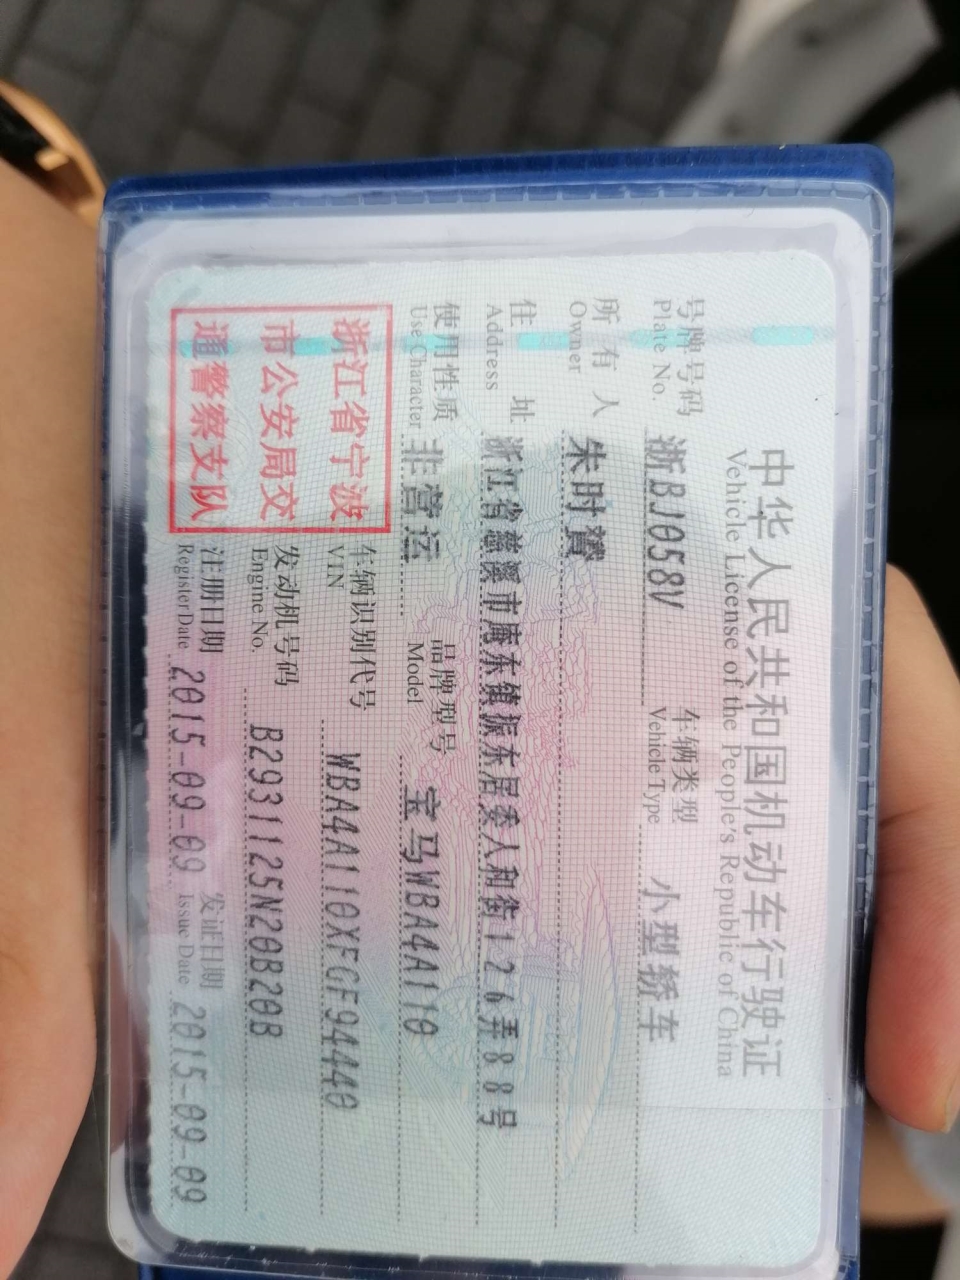 中华人民共和国机动车行驶证
Vehicle License of the People's Republic of China
号牌号码 浙BJ058V 车辆类型 小型轿车
Plate No. Vehicle Type
所有人 朱时赟
Owner
住址 浙江省慈溪市庵东镇振东居委人和街126弄88号
Address
使用性质 非营运 品牌型号 宝马WBA4A110
Use Character Model
浙江省宁波
市公安局交
通警察支队
车辆识别代号 WBA4A110XFGF94440
VIN
发动机号码 B2931125N20B20B
Engine No.
注册日期 2015-09-09 发证日期 2015-09-09
Register Date Issue Date